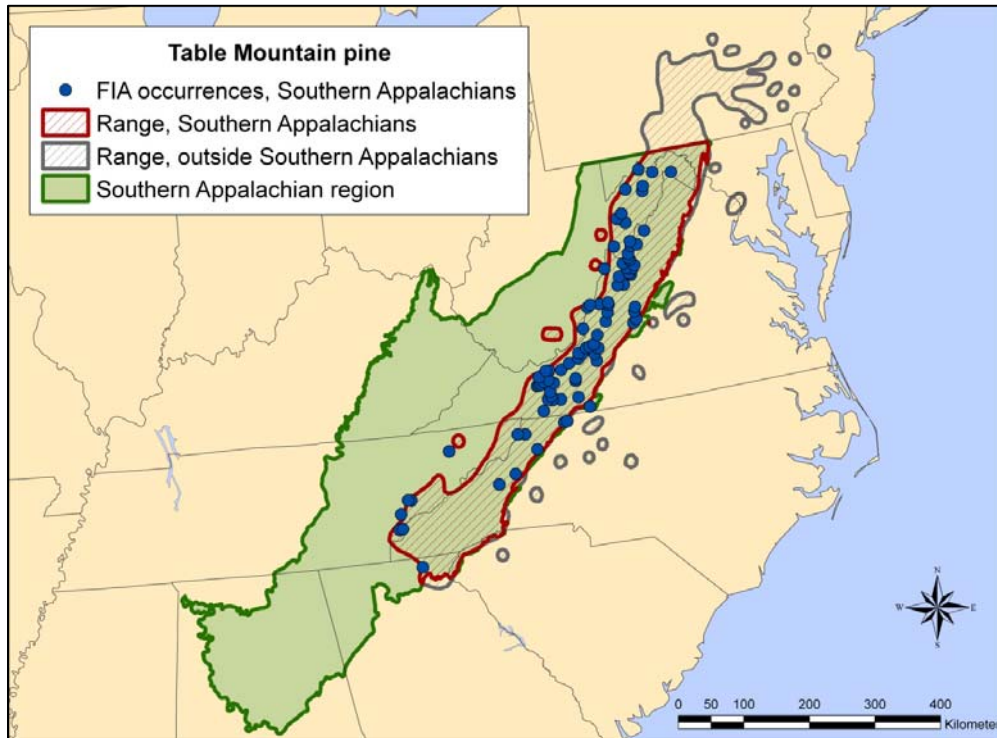 Table Mountain pine
FIA occurrences, Southern Appalachians
Range, Southern Appalachians
Range, outside Southern Appalachians
Southern Appalachian region
N
W E
S
0 50 100 200 300 400
Kilometer